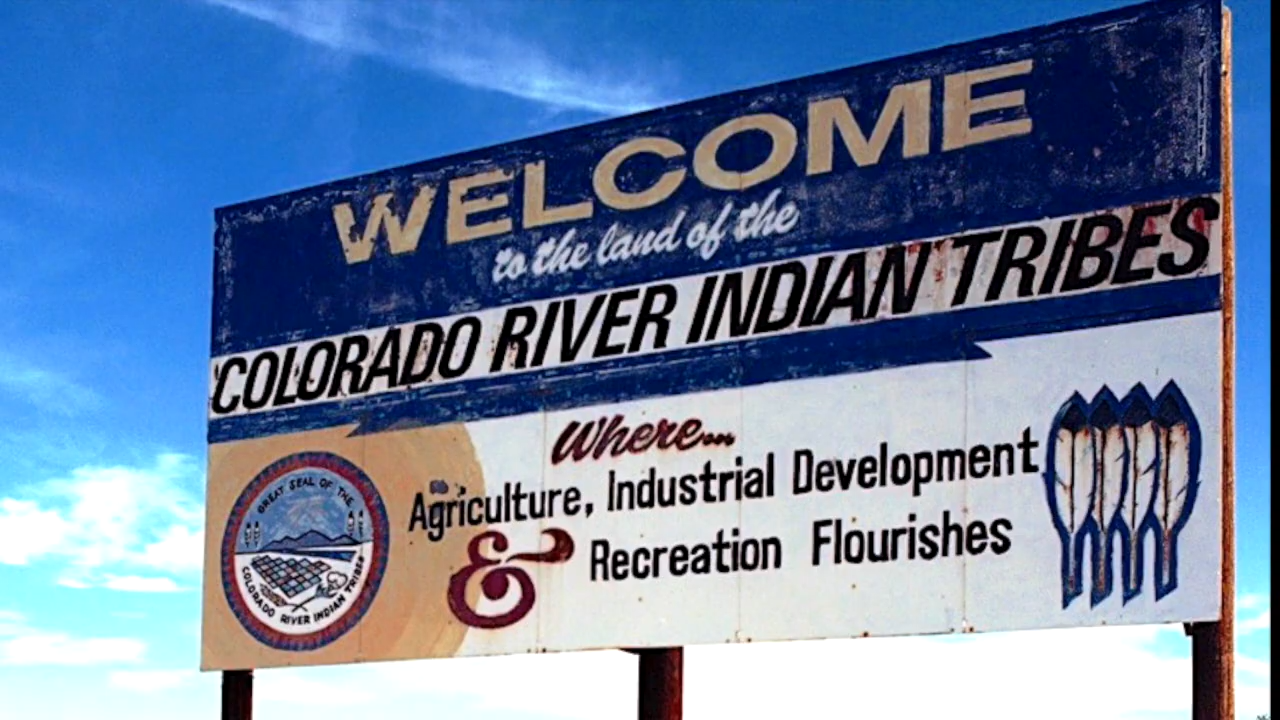 WELCOME
to the land of the
COLORADO RIVER INDIAN TRIBES
Where...
Agriculture, Industrial Development
& Recreation Flourishes
GREAT SEAL OF THE
COLORADO RIVER INDIAN TRIBES